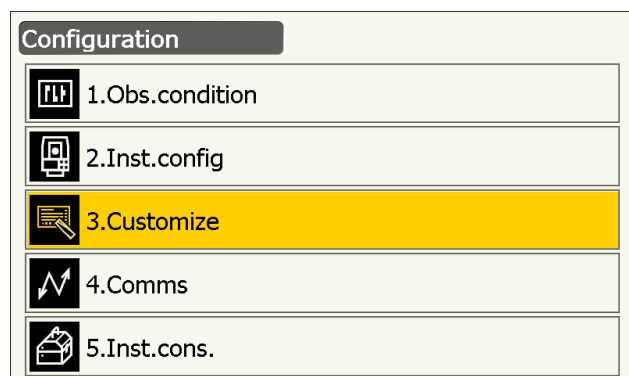 Configuration
1.Obs.condition
2.Inst.config
3.Customize
4.Comms
5.Inst.cons.